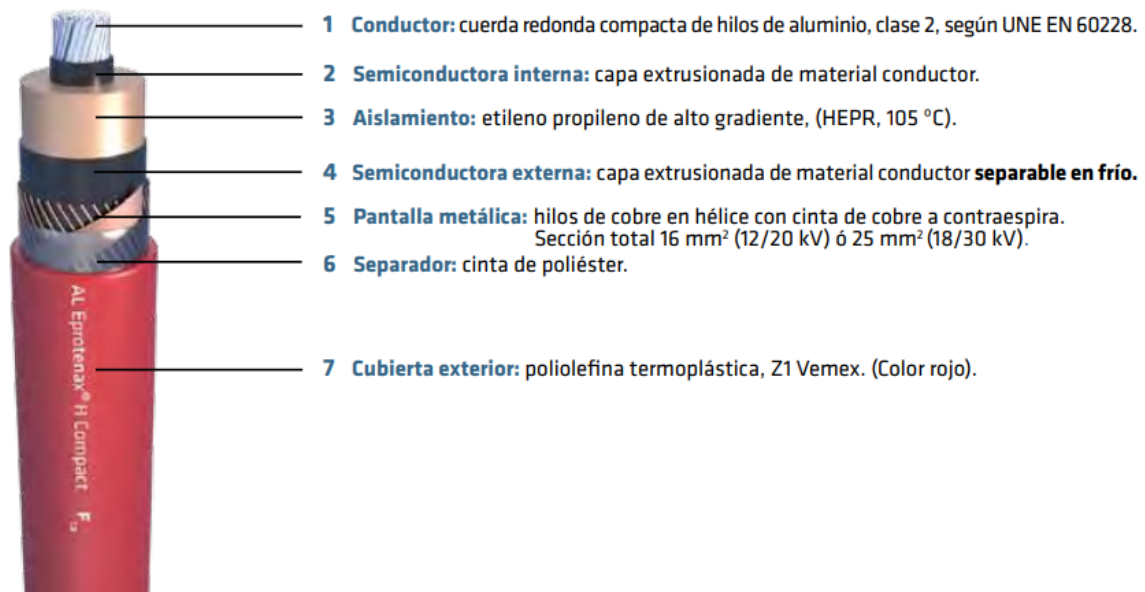 1 Conductor: cuerda redonda compacta de hilos de aluminio, clase 2, según UNE EN 60228.
2 Semiconductora interna: capa extrusionada de material conductor.
3 Aislamiento: etileno propileno de alto gradiente, (HEPR, 105 ºC).
4 Semiconductora externa: capa extrusionada de material conductor separable en frío.
5 Pantalla metálica: hilos de cobre en hélice con cinta de cobre a contraespira.
Sección total 16 mm² (12/20 kV) ó 25 mm² (18/30 kV).
6 Separador: cinta de poliéster.
7 Cubierta exterior: poliolefina termoplástica, Z1 Vemex. (Color rojo).
AL Eprotenax® H Compact Fca